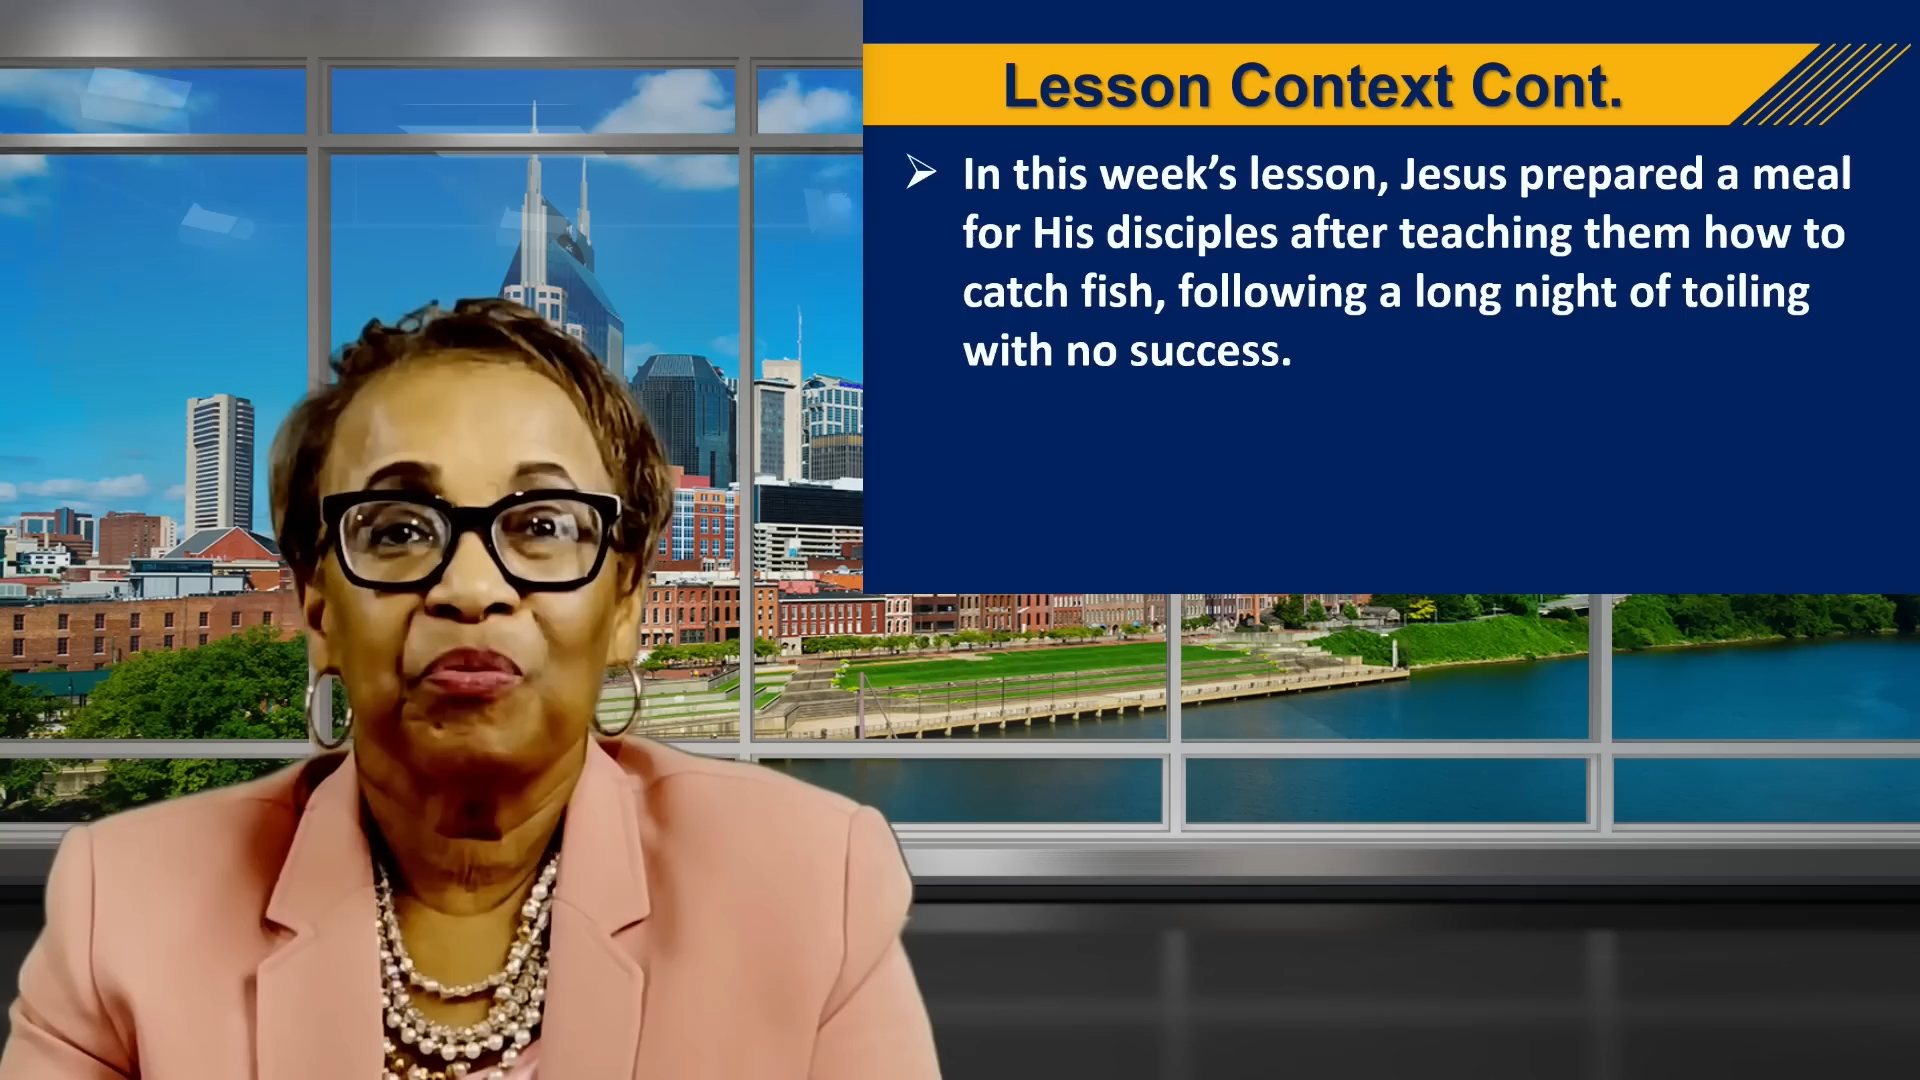 Lesson Context Cont.
In this week’s lesson, Jesus prepared a meal
for His disciples after teaching them how to
catch fish, following a long night of toiling
with no success.